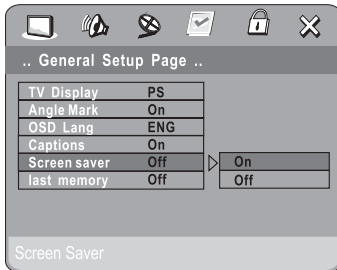 .. General Setup Page ..
TV Display PS
Angle Mark On
OSD Lang ENG
Captions On
Screen saver Off On
last memory Off Off
Screen Saver